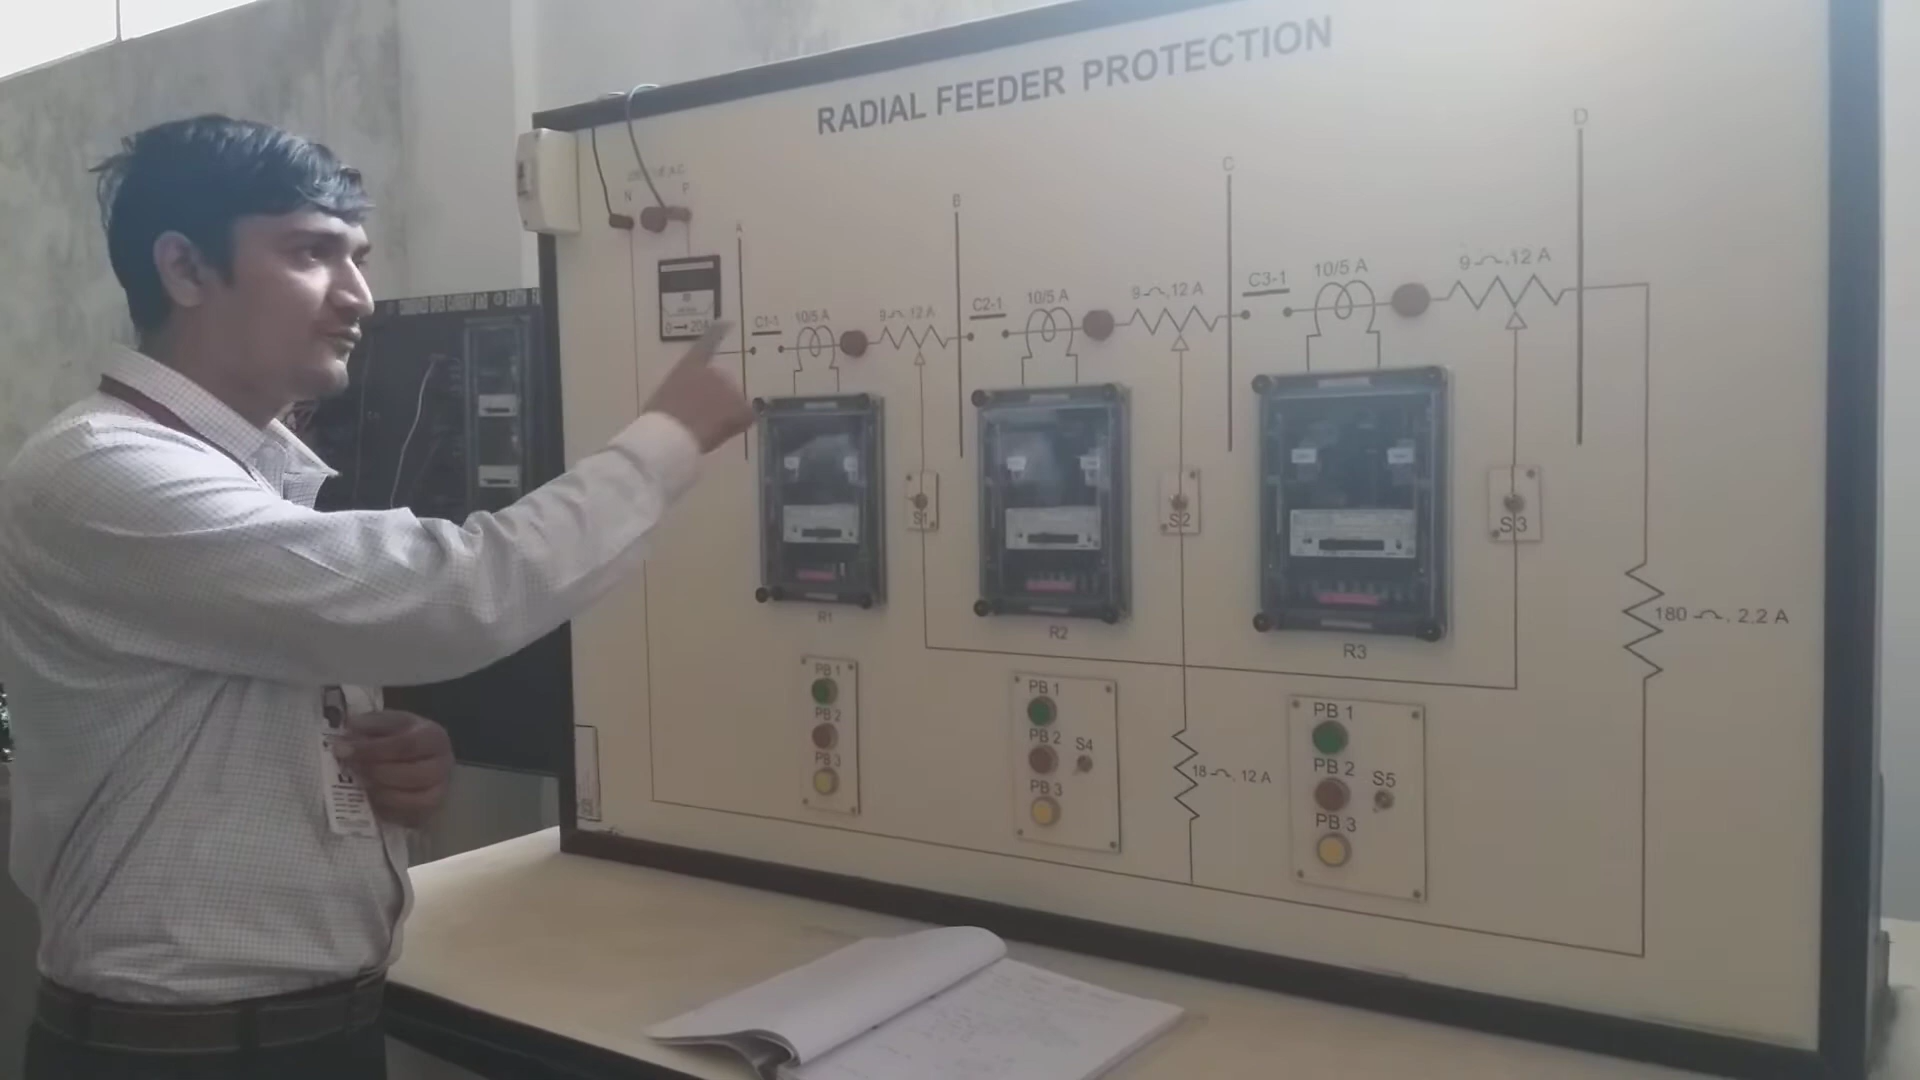 RADIAL FEEDER PROTECTION
N
P
A
B
C
D
0 → 20A
C1-1
10/5 A
9 Ω, 12 A
C2-1
10/5 A
9 Ω, 12 A
C3-1
10/5 A
9 Ω, 12 A
S1
S2
S3
R1
R2
R3
180 Ω, 2.2 A
18 Ω, 12 A
PB 1
PB 2
PB 3
PB 1
PB 2
S4
PB 3
PB 1
PB 2
S5
PB 3